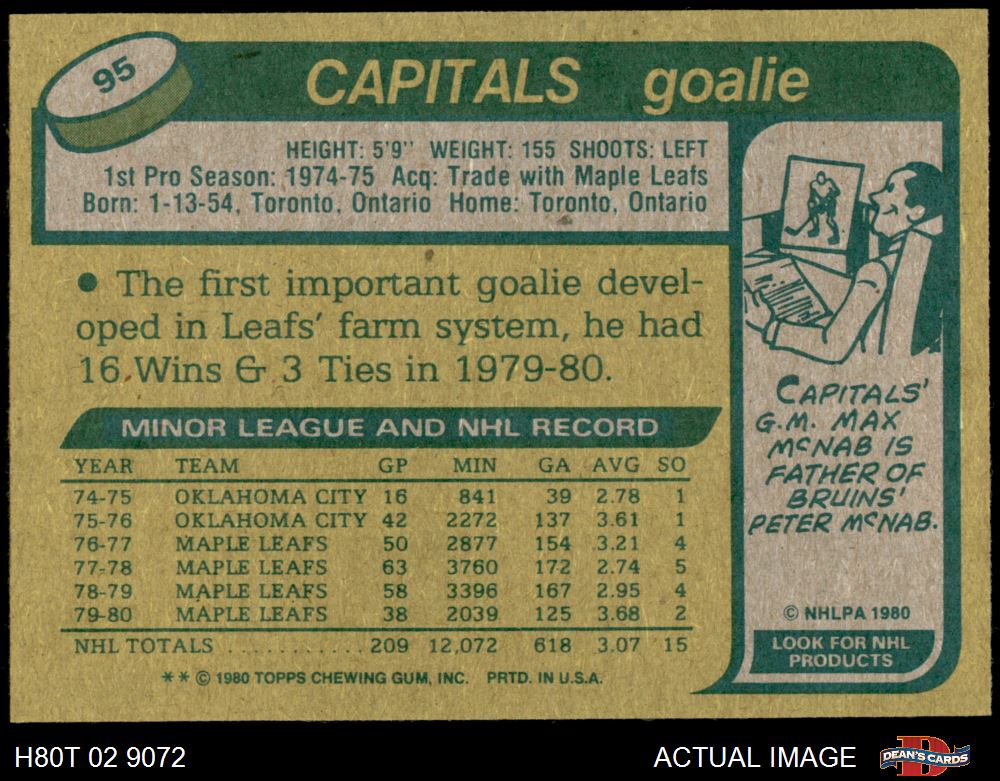 95
CAPITALS goalie
HEIGHT: 5'9" WEIGHT: 155 SHOOTS: LEFT
1st Pro Season: 1974-75 Acq: Trade with Maple Leafs
Born: 1-13-54, Toronto, Ontario Home: Toronto, Ontario
• The first important goalie devel-
oped in Leafs' farm system, he had
16 Wins & 3 Ties in 1979-80.
MINOR LEAGUE AND NHL RECORD
YEAR TEAM GP MIN GA AVG SO
74-75 OKLAHOMA CITY 16 841 39 2.78 1
75-76 OKLAHOMA CITY 42 2272 137 3.61 1
76-77 MAPLE LEAFS 50 2877 154 3.21 4
77-78 MAPLE LEAFS 63 3760 172 2.74 5
78-79 MAPLE LEAFS 58 3396 167 2.95 4
79-80 MAPLE LEAFS 38 2039 125 3.68 2
NHL TOTALS ........... 209 12,072 618 3.07 15
** © 1980 TOPPS CHEWING GUM, INC. PRTD. IN U.S.A.
CAPITALS'
G.M. MAX
McNAB IS
FATHER OF
BRUINS'
PETER McNAB.
© NHLPA 1980
LOOK FOR NHL
PRODUCTS
H80T 02 9072 ACTUAL IMAGE
D
DEAN'S CARDS